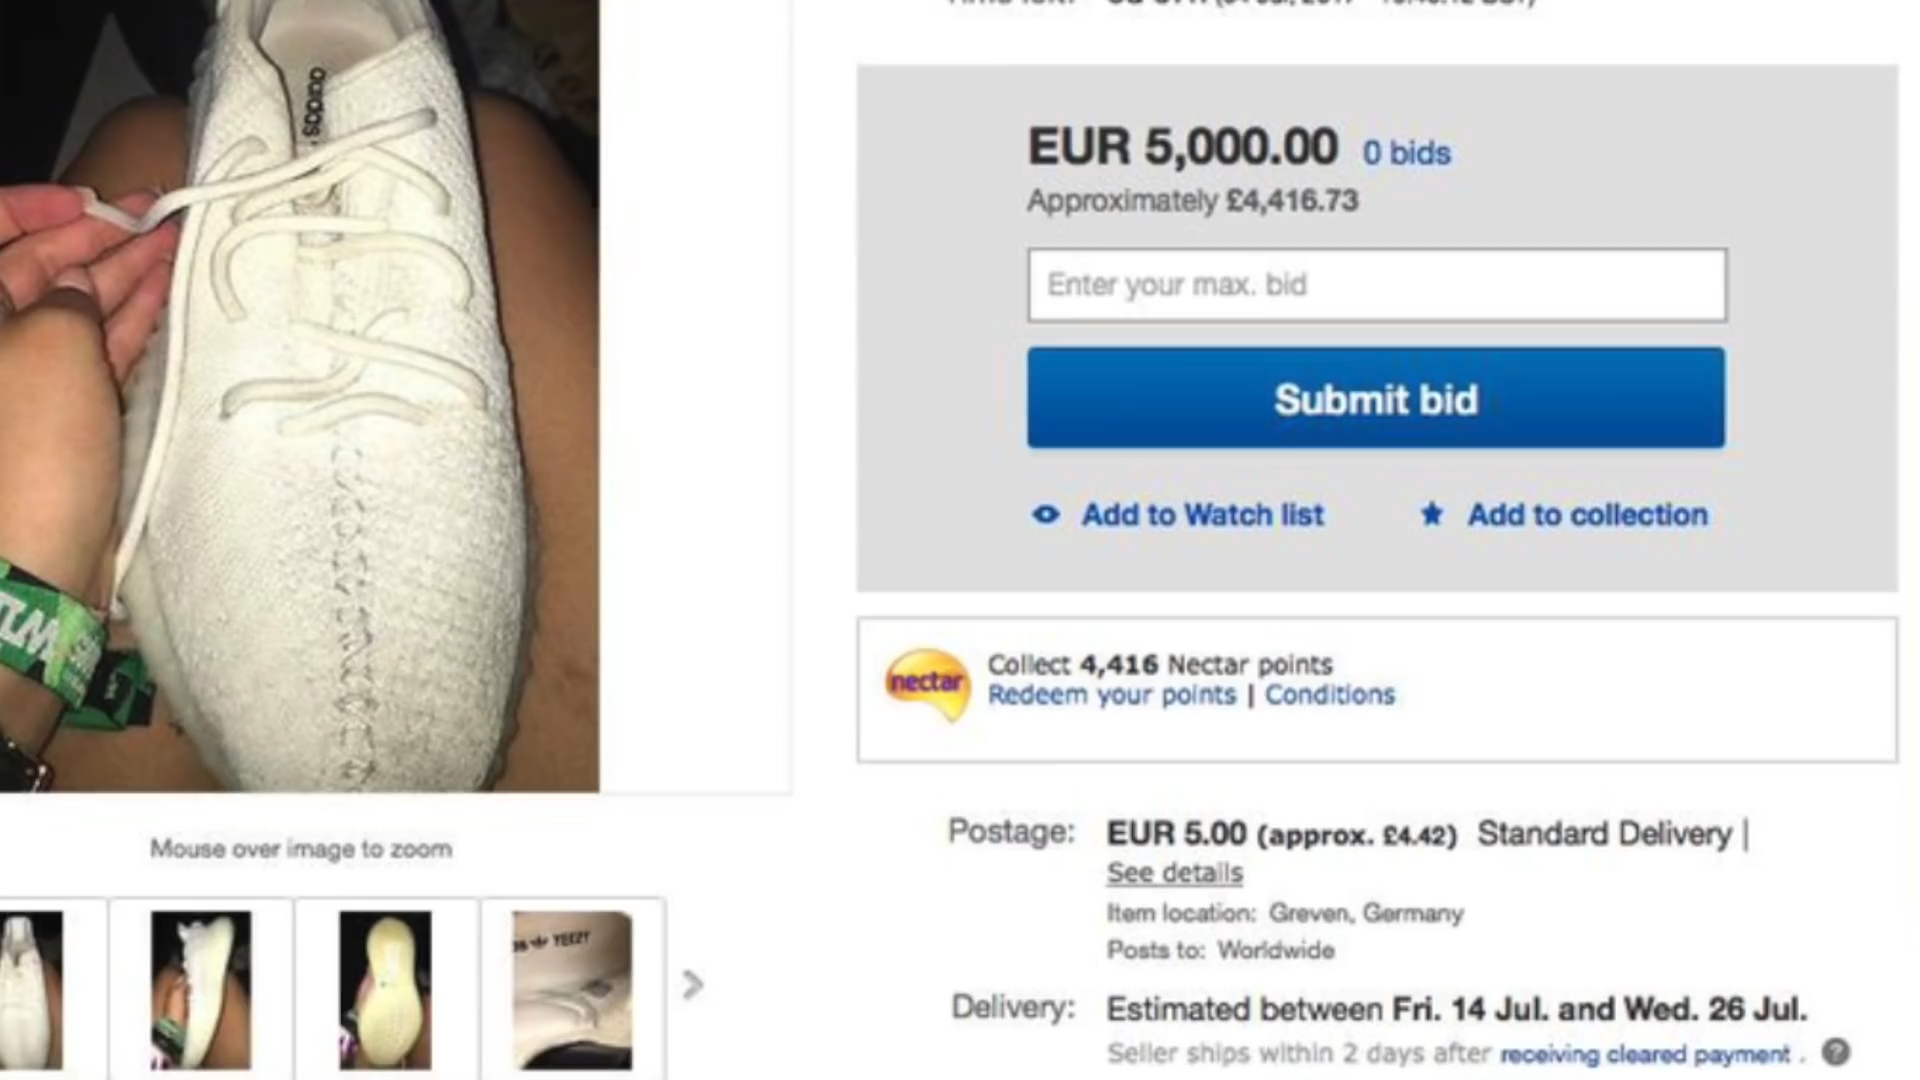 adidas
EUR 5,000.00 0 bids
Approximately £4,416.73
Enter your max. bid
Submit bid
Add to Watch list Add to collection
nectar
Collect 4,416 Nectar points
Redeem your points | Conditions
Mouse over image to zoom
YEEZY
Postage: EUR 5.00 (approx. £4.42) Standard Delivery |
See details
Item location: Greven, Germany
Posts to: Worldwide
Delivery: Estimated between Fri. 14 Jul. and Wed. 26 Jul.
Seller ships within 2 days after receiving cleared payment . ?